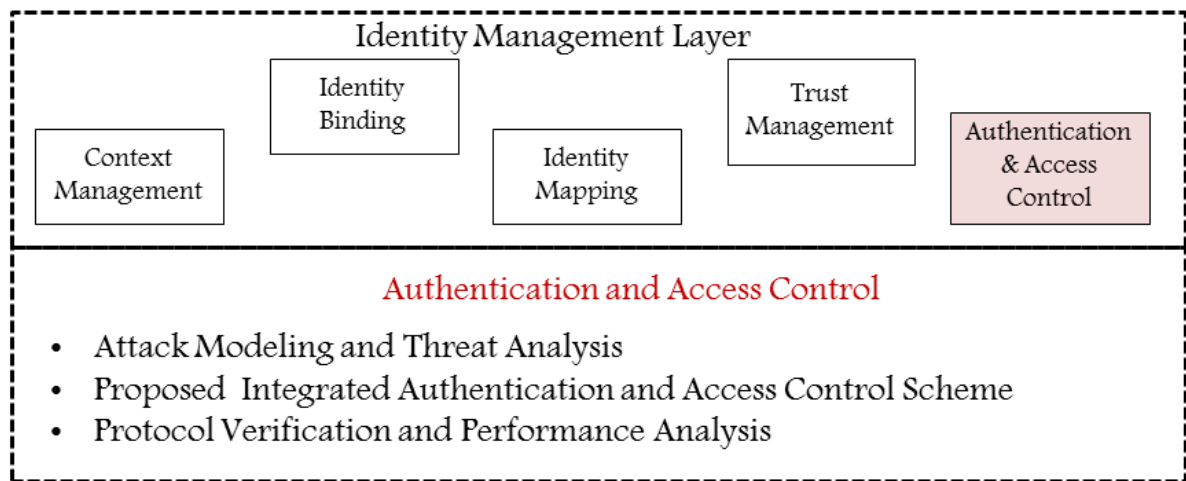 Identity Management Layer
Context
Management
Identity
Binding
Identity
Mapping
Trust
Management
Authentication
& Access
Control
Authentication and Access Control
• Attack Modeling and Threat Analysis
• Proposed Integrated Authentication and Access Control Scheme
• Protocol Verification and Performance Analysis